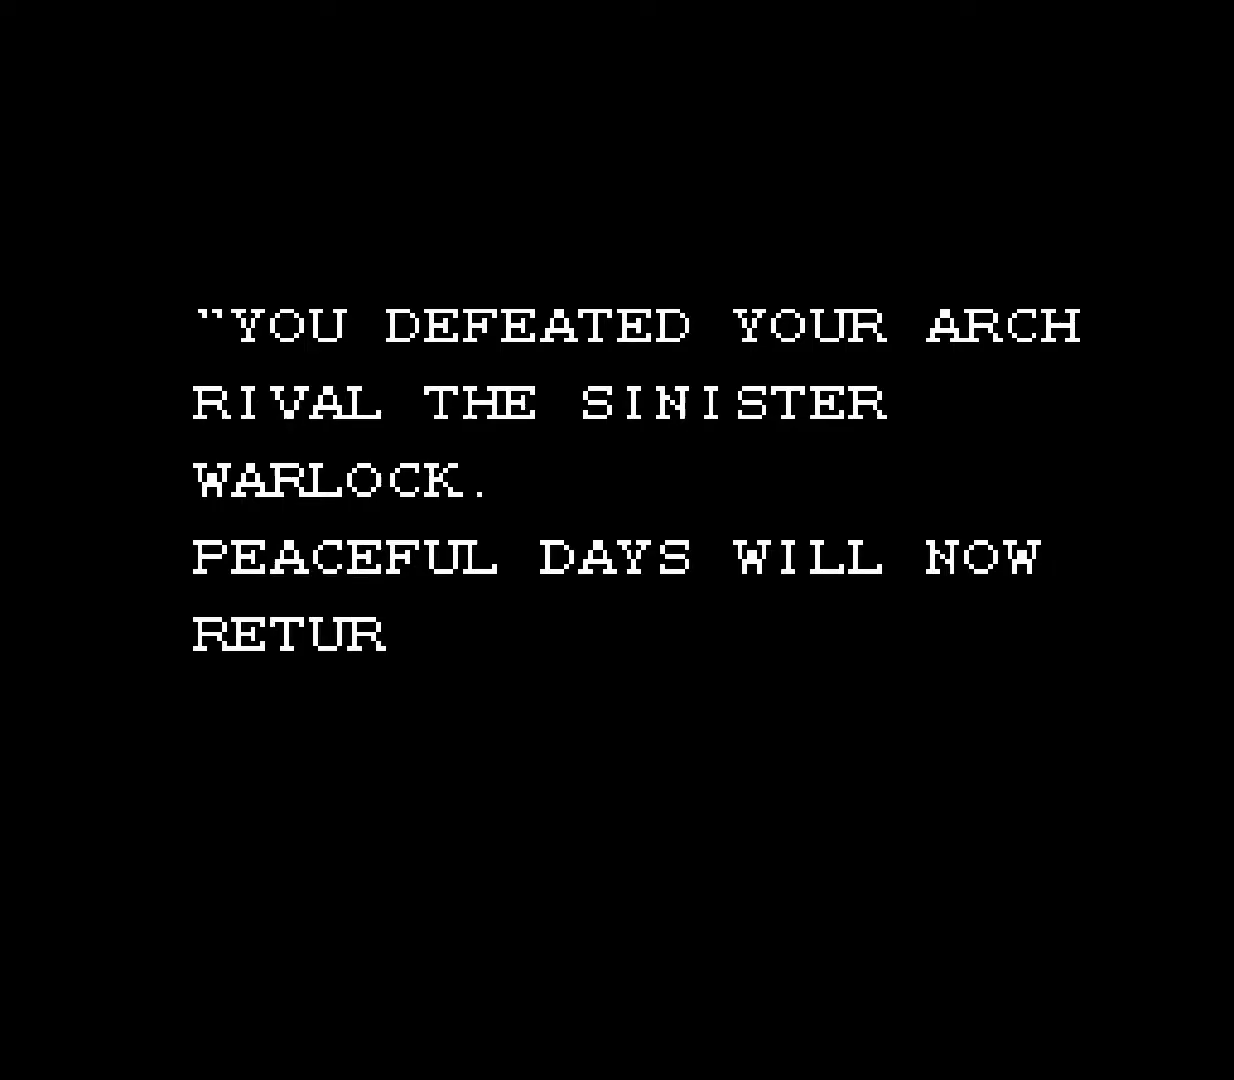 "YOU DEFEATED YOUR ARCH
RIVAL THE SINISTER
WARLOCK.
PEACEFUL DAYS WILL NOW
RETUR